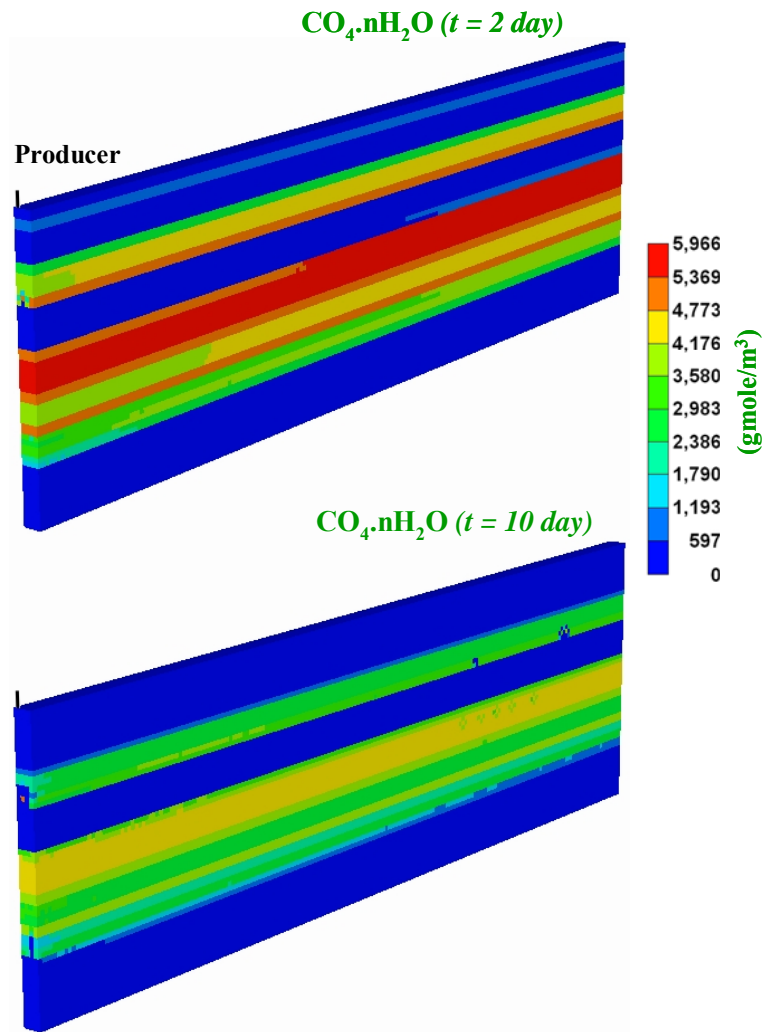 CO₄.nH₂O (t = 2 day)
Producer
5,966
5,369
4,773
4,176
3,580
2,983
2,386
1,790
1,193
597
0
(gmole/m³)
CO₄.nH₂O (t = 10 day)